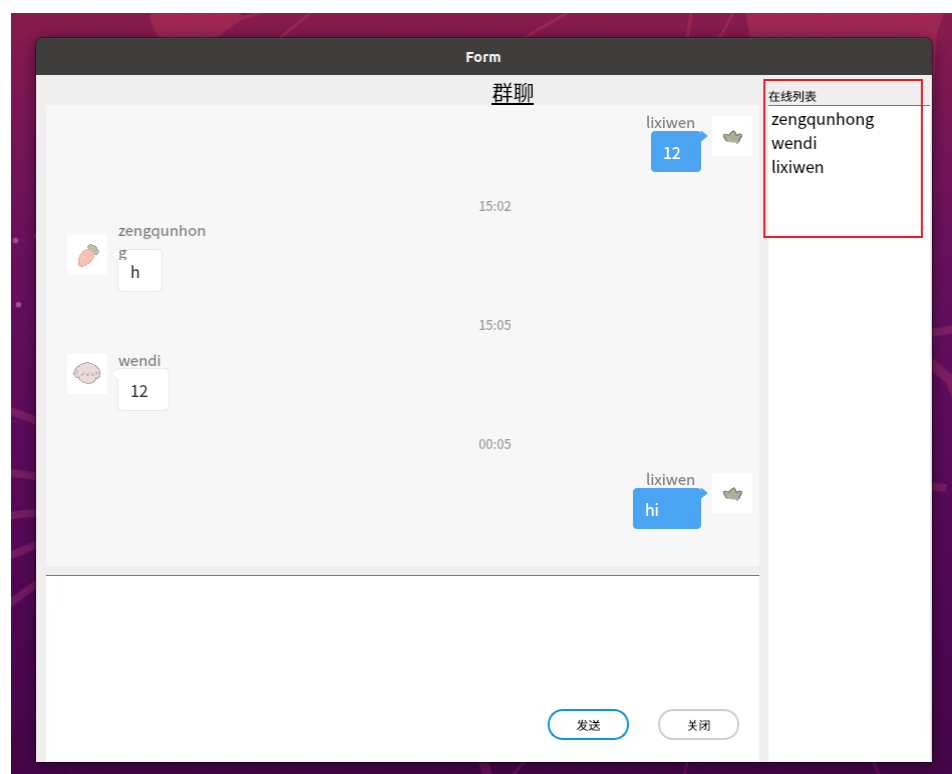 Form
群聊
lixiwen
12
15:02
zengqunhon
g
h
15:05
wendi
12
00:05
lixiwen
hi
发送
关闭
在线列表
zengqunhong
wendi
lixiwen